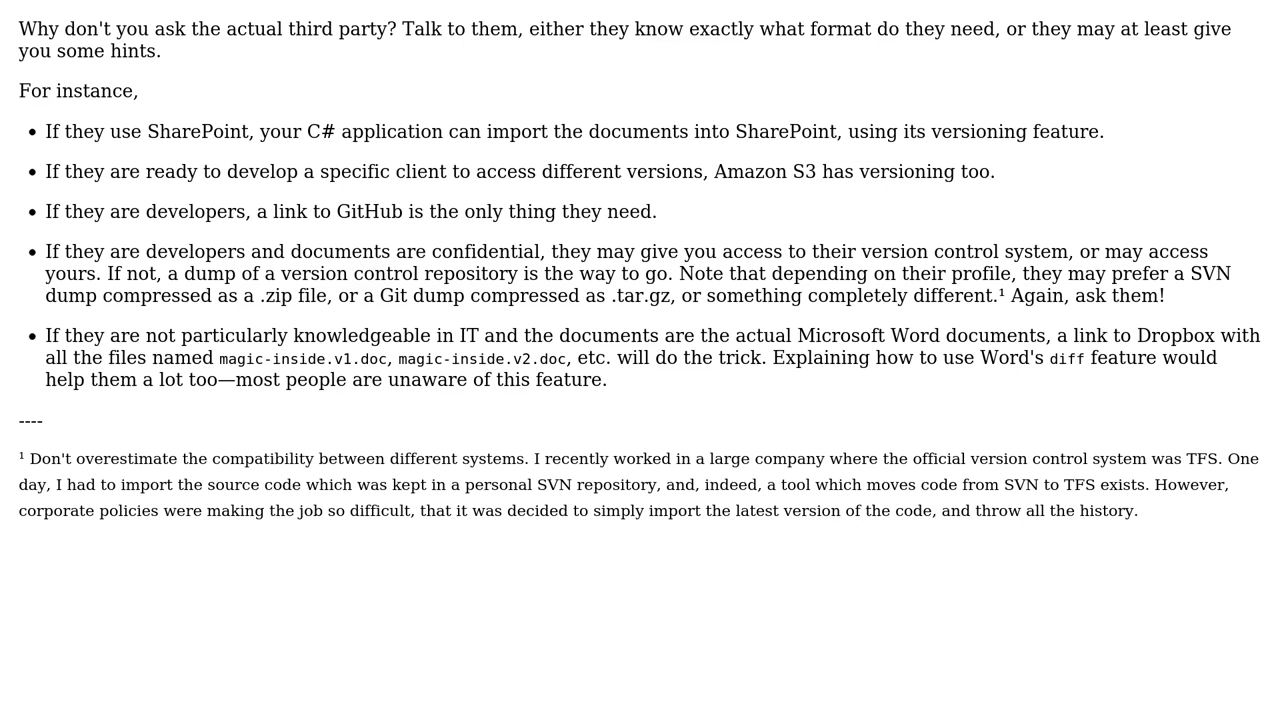 Why don't you ask the actual third party? Talk to them, either they know exactly what format do they need, or they may at least give
you some hints.
For instance,
• If they use SharePoint, your C# application can import the documents into SharePoint, using its versioning feature.
• If they are ready to develop a specific client to access different versions, Amazon S3 has versioning too.
• If they are developers, a link to GitHub is the only thing they need.
• If they are developers and documents are confidential, they may give you access to their version control system, or may access
yours. If not, a dump of a version control repository is the way to go. Note that depending on their profile, they may prefer a SVN
dump compressed as a .zip file, or a Git dump compressed as .tar.gz, or something completely different.¹ Again, ask them!
• If they are not particularly knowledgeable in IT and the documents are the actual Microsoft Word documents, a link to Dropbox with
all the files named magic-inside.v1.doc, magic-inside.v2.doc, etc. will do the trick. Explaining how to use Word's diff feature would
help them a lot too—most people are unaware of this feature.
----
¹ Don't overestimate the compatibility between different systems. I recently worked in a large company where the official version control system was TFS. One
day, I had to import the source code which was kept in a personal SVN repository, and, indeed, a tool which moves code from SVN to TFS exists. However,
corporate policies were making the job so difficult, that it was decided to simply import the latest version of the code, and throw all the history.